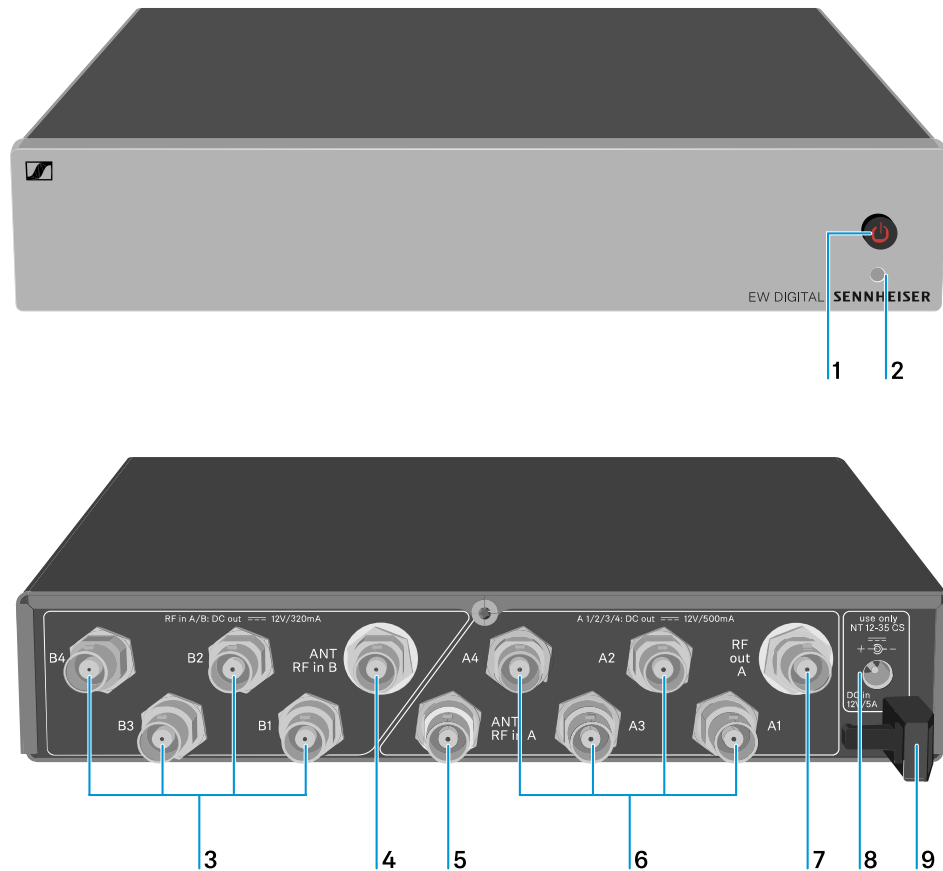 1
EW DIGITAL SENNHEISER
2
RF in A/B: DC out 12V/320mA
A 1/2/3/4: DC out 12V/500mA
use only
NT 12-35 CS
+ -
B4
B2
ANT
RF in B
A4
A2
RF
out
A
B3
B1
ANT
RF in A
A3
A1
DC in
12V/5A
3
4
5
6
7
8
9